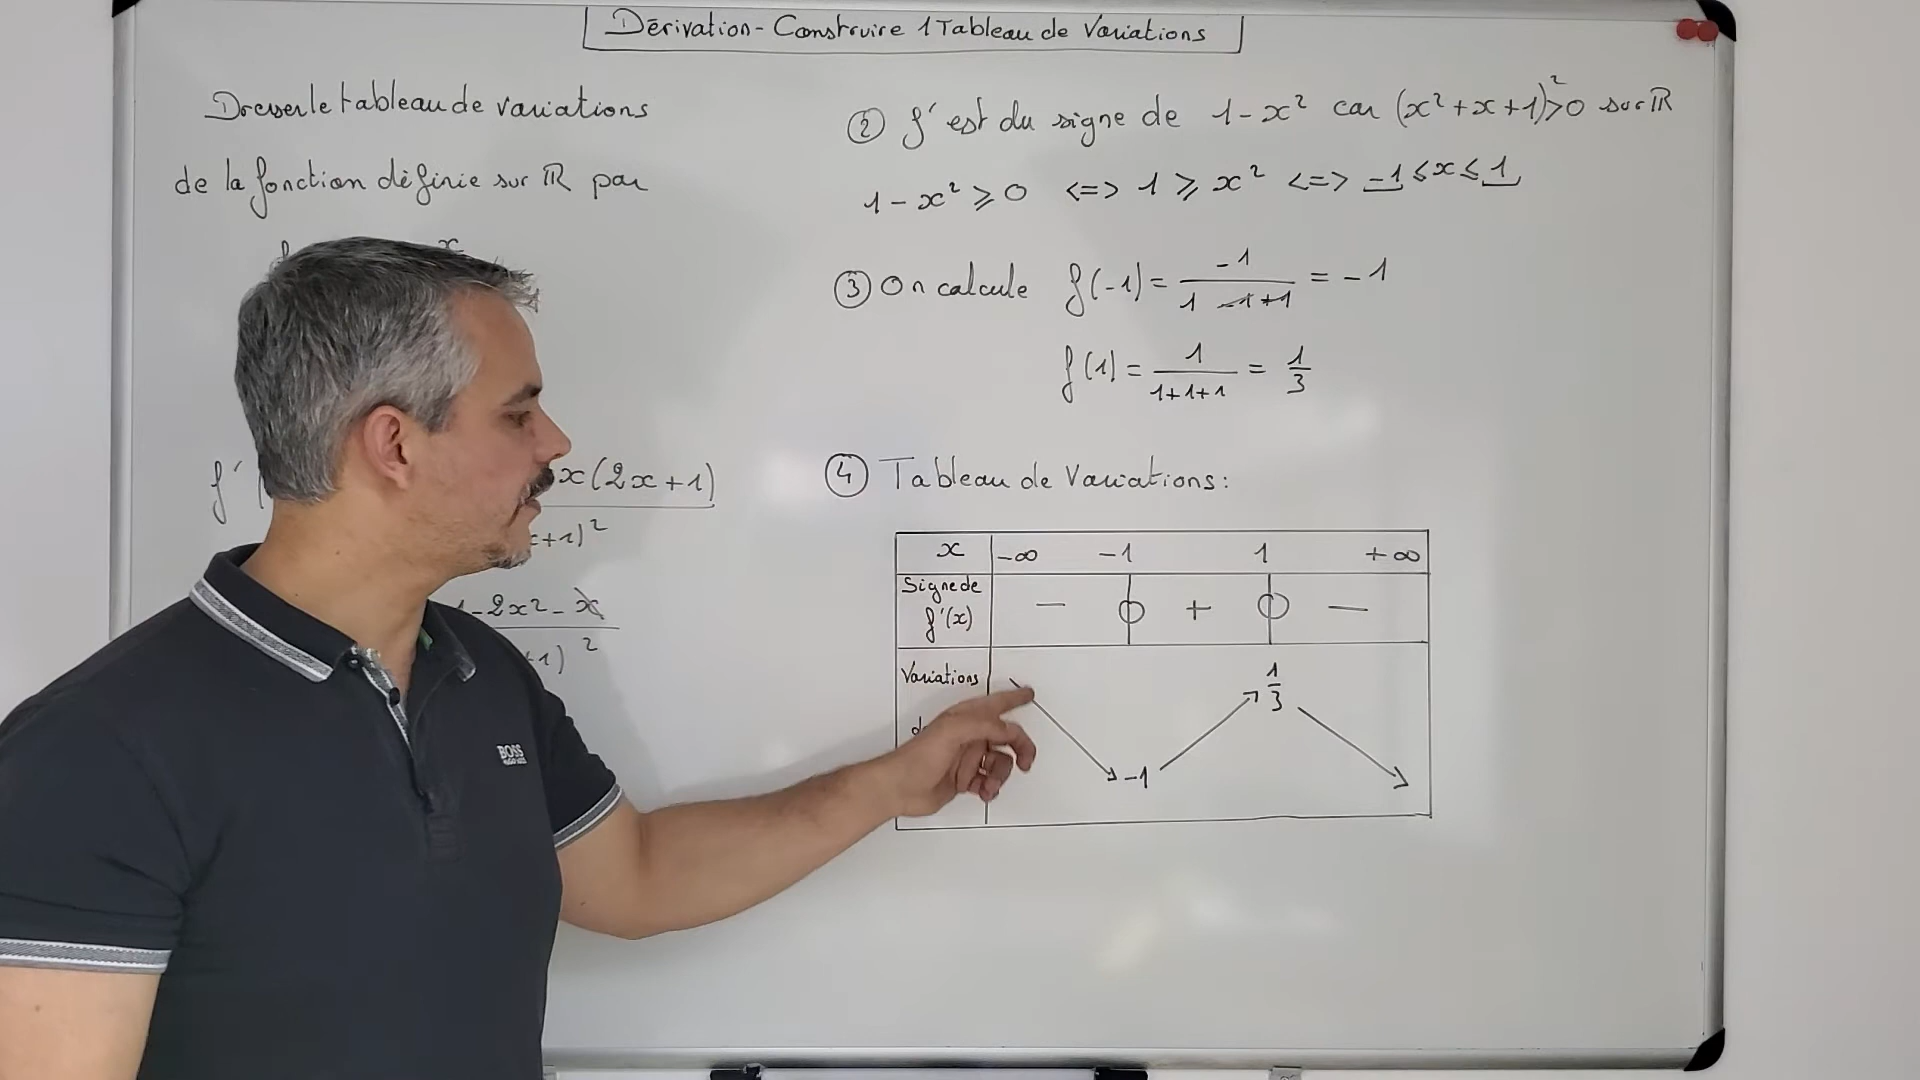 Dérivation - Construire 1 Tableau de Variations
Dresser le tableau de variations
de la fonction définie sur ℝ par
x
f'(
x(2x+1)
x+1)²
1-2x²-x
+1)²
② f' est du signe de 1-x² car (x²+x+1)²>0 sur ℝ
1-x² ⩾ 0 <=> 1 ⩾ x² <=> -1 ⩽ x ⩽ 1
③ On calcule f(-1) = -1/(1-1+1) = -1
f(1) = 1/(1+1+1) = 1/3
④ Tableau de Variations :
x -∞ -1 1 +∞
Signe de
f'(x) - 0 + 0 -
Variations
1/3
-1
BOSS
HUGO BOSS